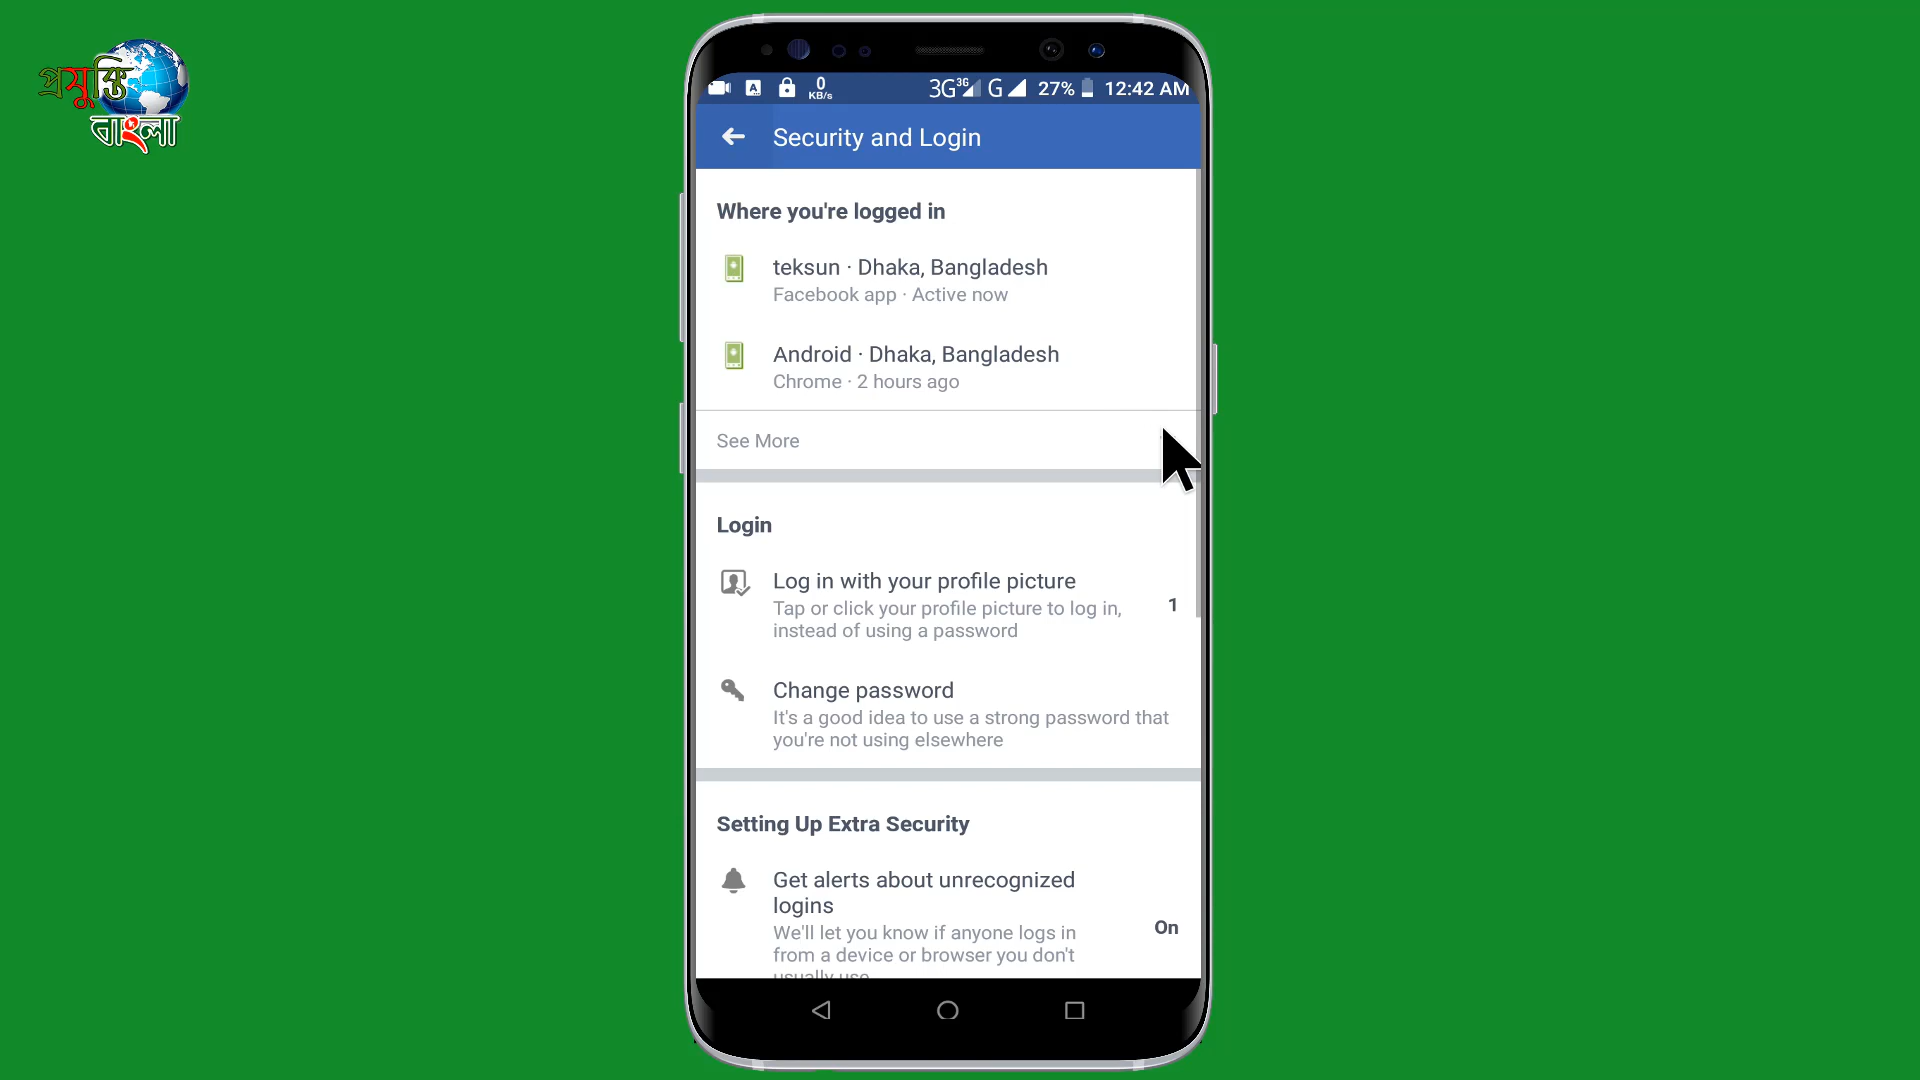 প্রযুক্তি
বাংলা
0
KB/s
3G 3G G 27% 12:42 AM
Security and Login
Where you're logged in
teksun · Dhaka, Bangladesh
Facebook app · Active now
Android · Dhaka, Bangladesh
Chrome · 2 hours ago
See More
Login
Log in with your profile picture
Tap or click your profile picture to log in,
instead of using a password
1
Change password
It's a good idea to use a strong password that
you're not using elsewhere
Setting Up Extra Security
Get alerts about unrecognized
logins
On
We'll let you know if anyone logs in
from a device or browser you don't
usually use